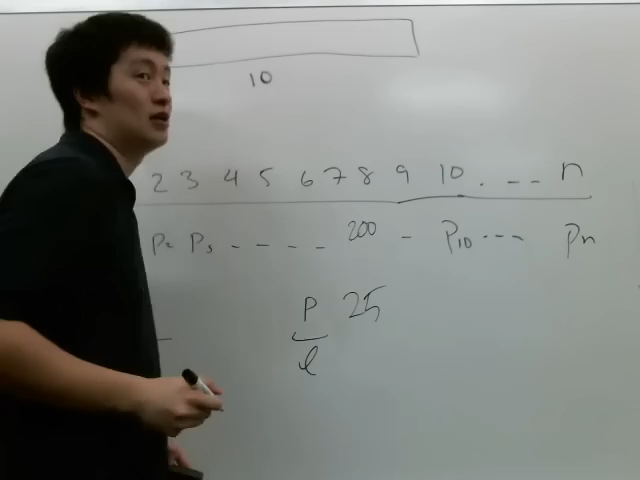 10
2 3 4 5 6 7 8 9 10 . - - - n
P2 P3 - - - - 200 - P10 - - - Pn
P 25
l